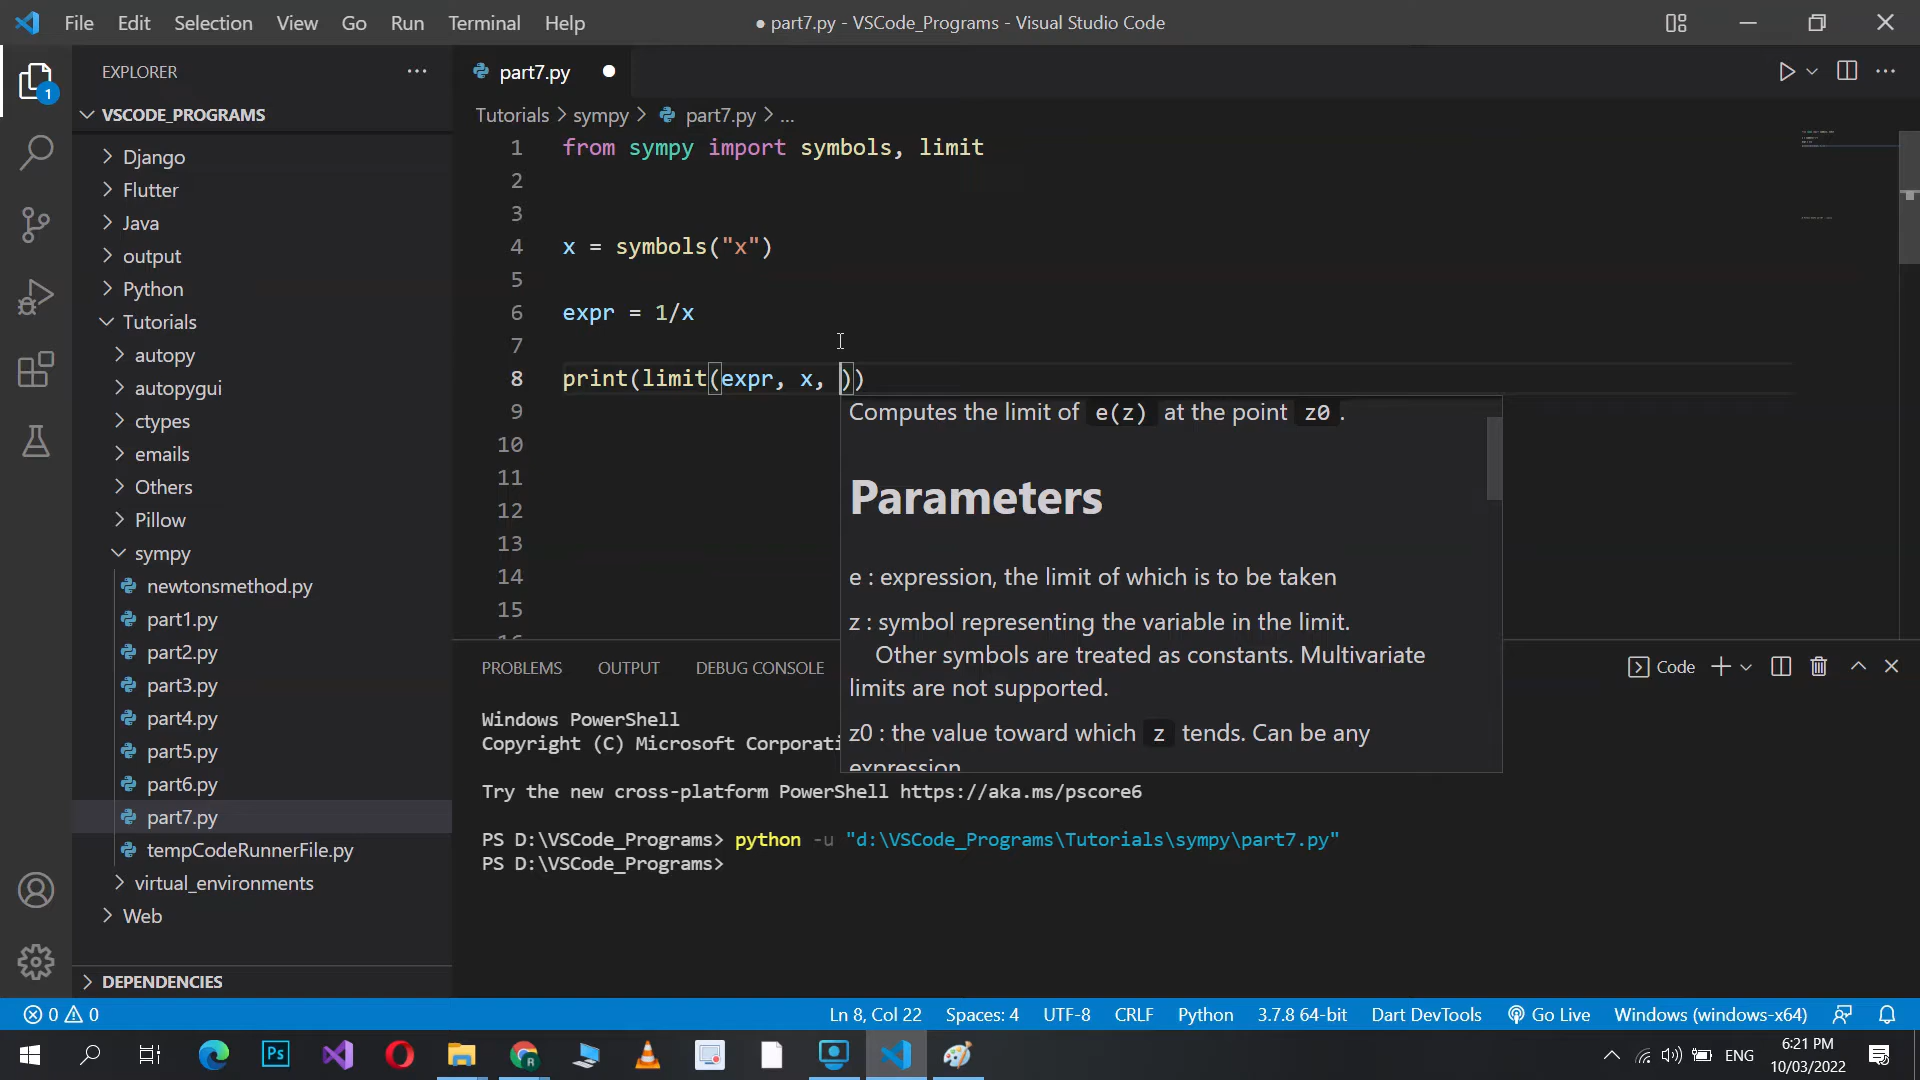 File Edit Selection View Go Run Terminal Help
● part7.py - VSCode_Programs - Visual Studio Code
EXPLORER
1
VSCODE_PROGRAMS
Django
Flutter
Java
output
Python
Tutorials
autopy
autopygui
ctypes
emails
Others
Pillow
sympy
newtonsmethod.py
part1.py
part2.py
part3.py
part4.py
part5.py
part6.py
part7.py
tempCodeRunnerFile.py
virtual_environments
Web
DEPENDENCIES
part7.py
Tutorials > sympy > part7.py > ...
1 from sympy import symbols, limit
2
3
4 x = symbols("x")
5
6 expr = 1/x
7
8 print(limit(expr, x, ))
9
10
11
12
13
14
15
16
Computes the limit of e(z) at the point z0 .
Parameters
e : expression, the limit of which is to be taken
z : symbol representing the variable in the limit.
Other symbols are treated as constants. Multivariate
limits are not supported.
z0 : the value toward which z tends. Can be any
expression
PROBLEMS OUTPUT DEBUG CONSOLE
Code
Windows PowerShell
Copyright (C) Microsoft Corporati
Try the new cross-platform PowerShell https://aka.ms/pscore6
PS D:\VSCode_Programs> python -u "d:\VSCode_Programs\Tutorials\sympy\part7.py"
PS D:\VSCode_Programs>
0 0
Ln 8, Col 22 Spaces: 4 UTF-8 CRLF Python 3.7.8 64-bit Dart DevTools Go Live Windows (windows-x64)
Ps
R
ENG
6:21 PM
10/03/2022